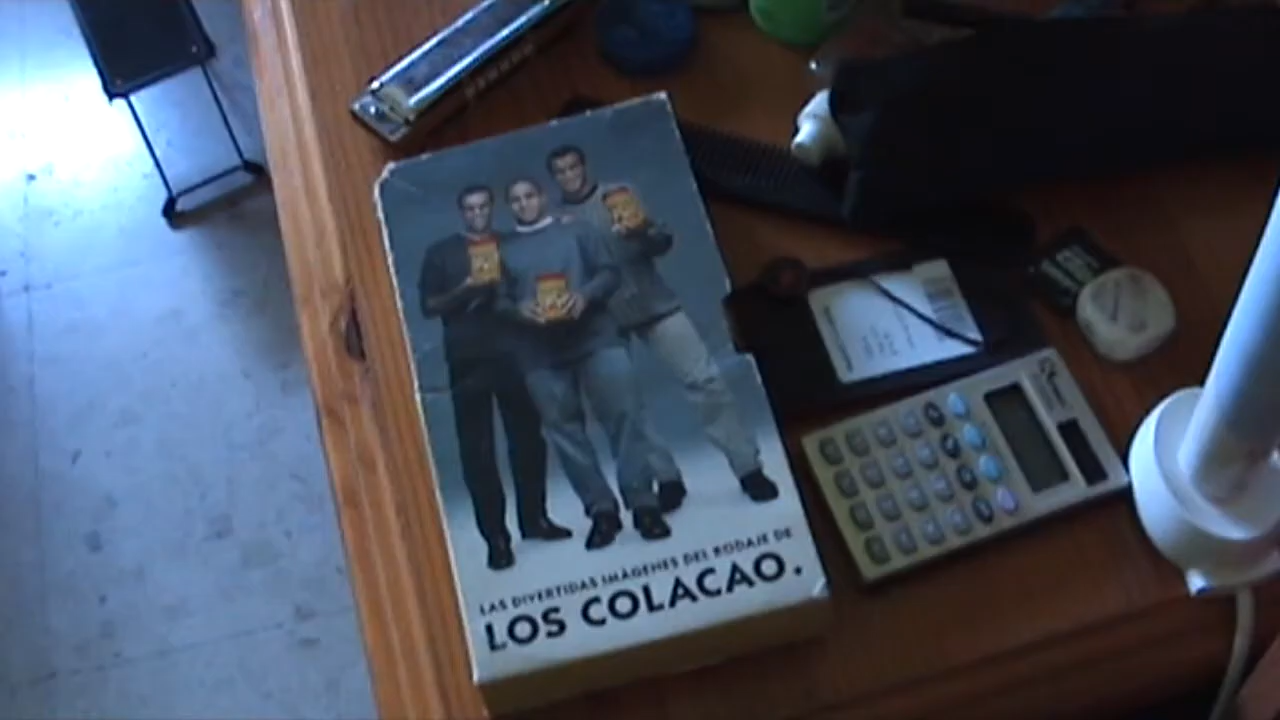 LAS DIVERTIDAS IMÁGENES DEL RODAJE DE
LOS COLACAO.